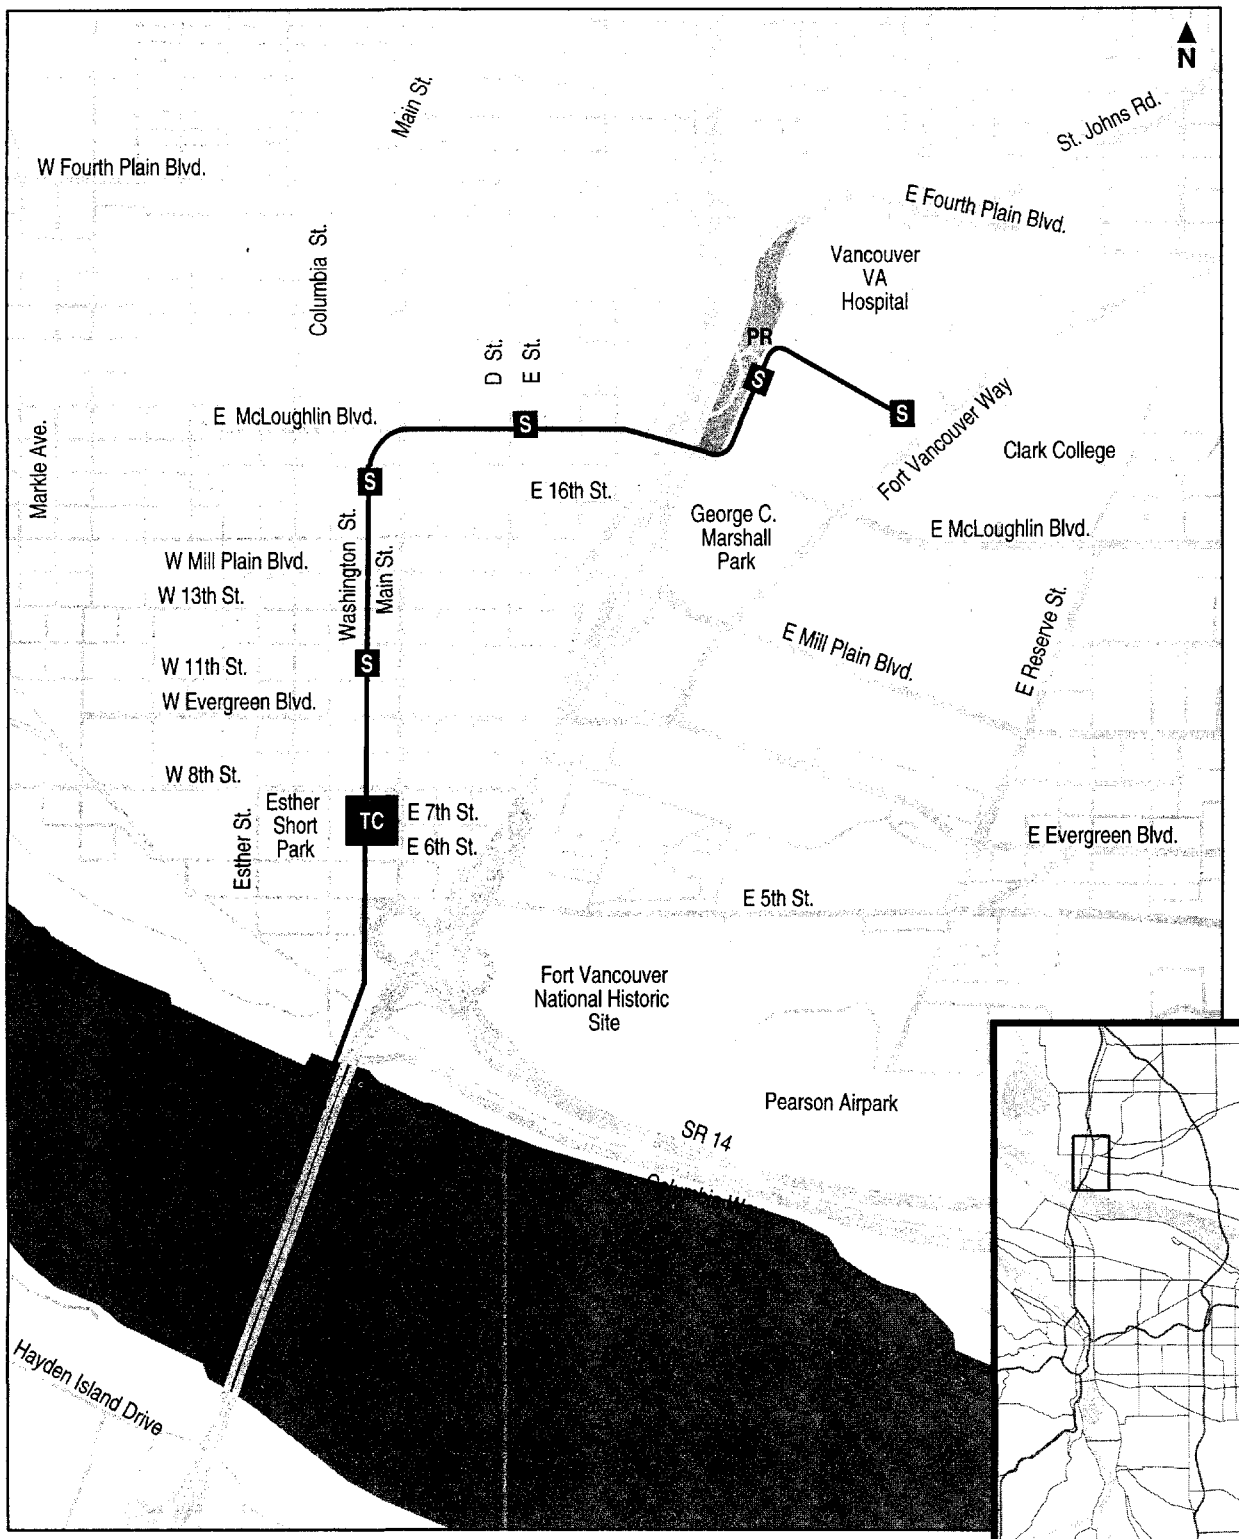 N
Main St.
St. Johns Rd.
W Fourth Plain Blvd.
E Fourth Plain Blvd.
Columbia St.
Vancouver
VA
Hospital
PR
D St.
E St.
S
S
E McLoughlin Blvd.
S
Fort Vancouver Way
Clark College
Markle Ave.
S
E 16th St.
George C.
Marshall
Park
E McLoughlin Blvd.
Washington St.
Main St.
W Mill Plain Blvd.
W 13th St.
E Reserve St.
E Mill Plain Blvd.
W 11th St.
S
W Evergreen Blvd.
W 8th St.
Esther St.
Esther
Short
Park
TC
E 7th St.
E 6th St.
E Evergreen Blvd.
E 5th St.
Fort Vancouver
National Historic
Site
Pearson Airpark
SR 14
Hayden Island Drive